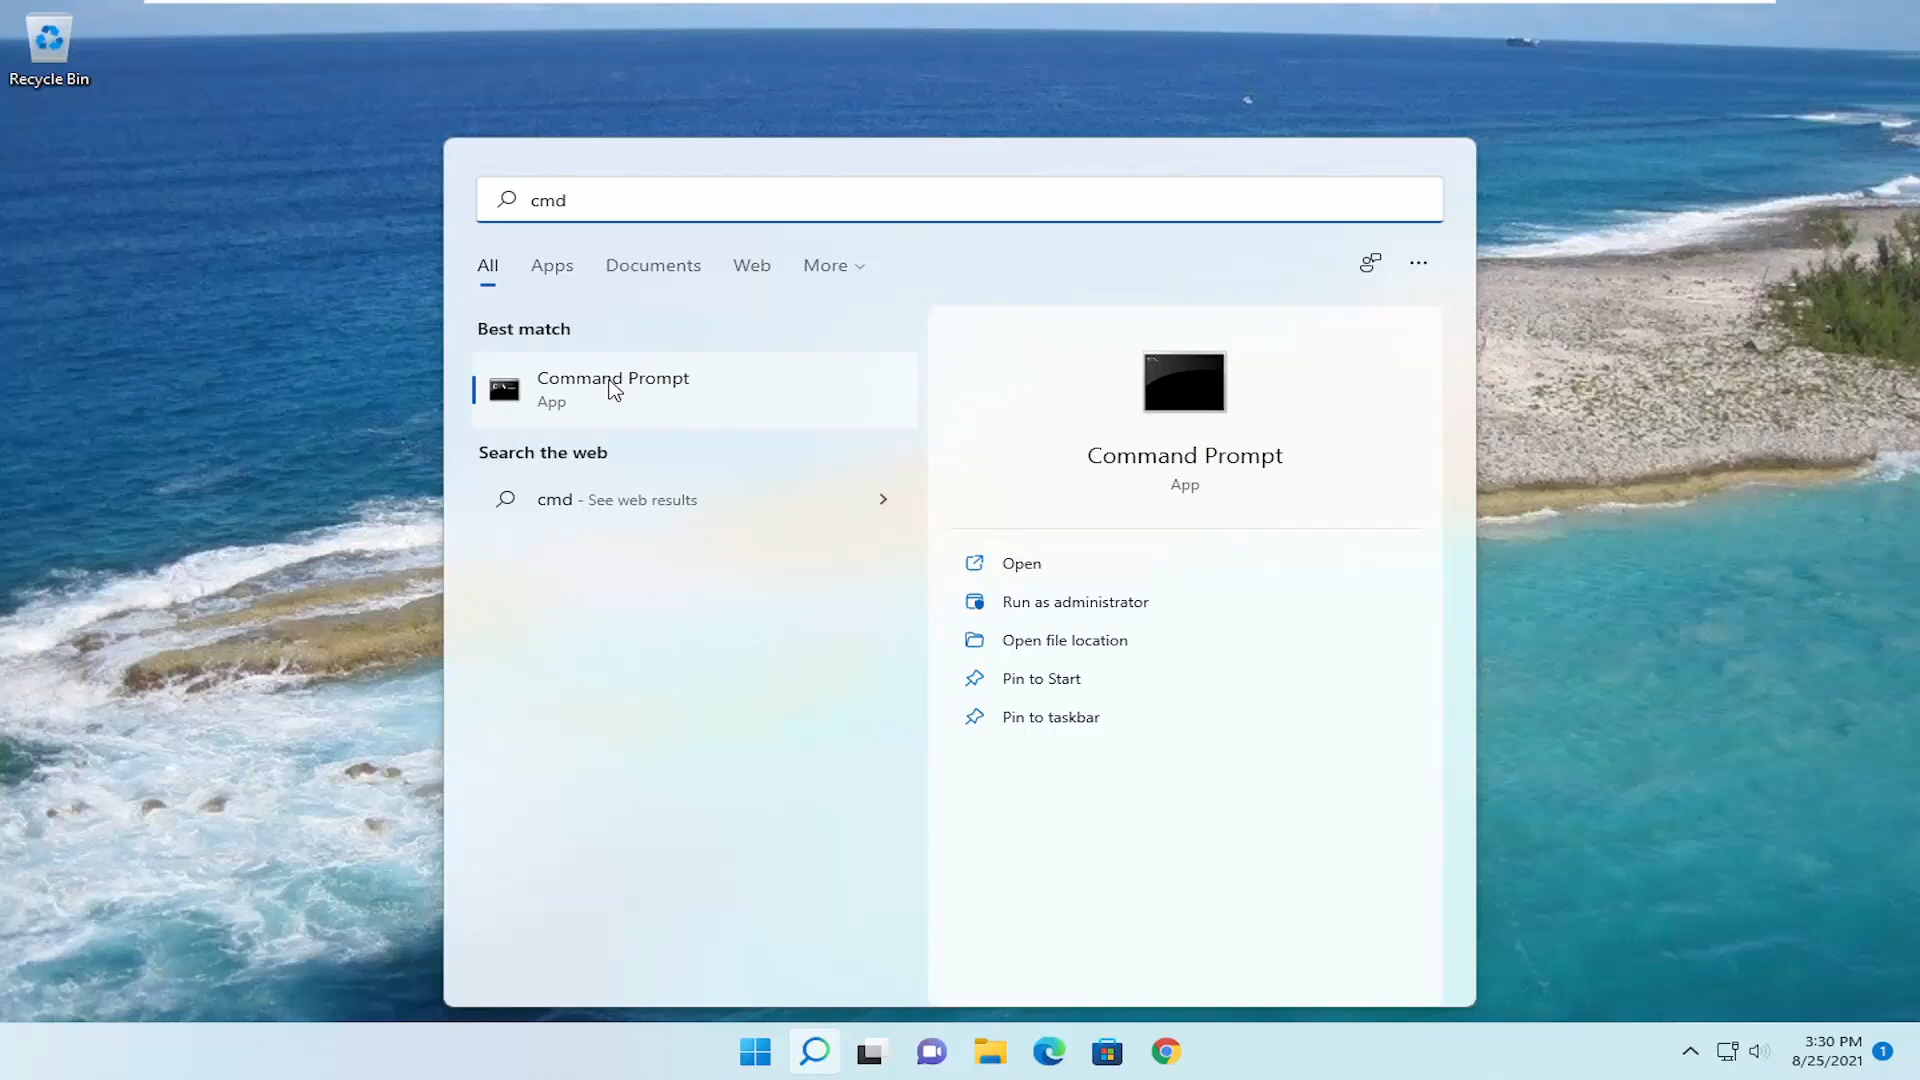 Recycle Bin
cmd
All Apps Documents Web More
Best match
Command Prompt
App
Search the web
cmd - See web results
Command Prompt
App
Open
Run as administrator
Open file location
Pin to Start
Pin to taskbar
3:30 PM
8/25/2021
1